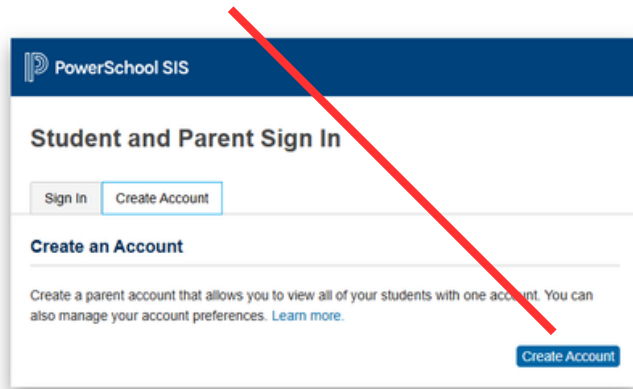 PowerSchool SIS
Student and Parent Sign In
Sign In
Create Account
Create an Account
Create a parent account that allows you to view all of your students with one account. You can
also manage your account preferences. Learn more.
Create Account